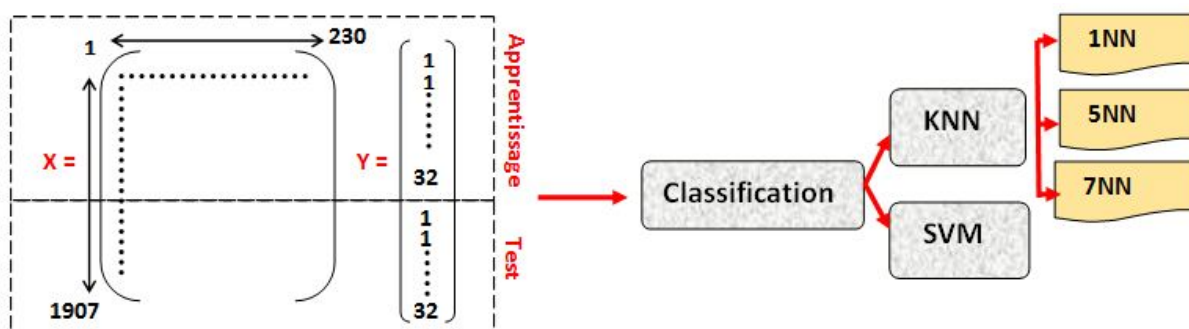 1
230
X =
1907
Y =
1
1
32
1
1
32
Apprentissage
Test
Classification
KNN
SVM
1NN
5NN
7NN